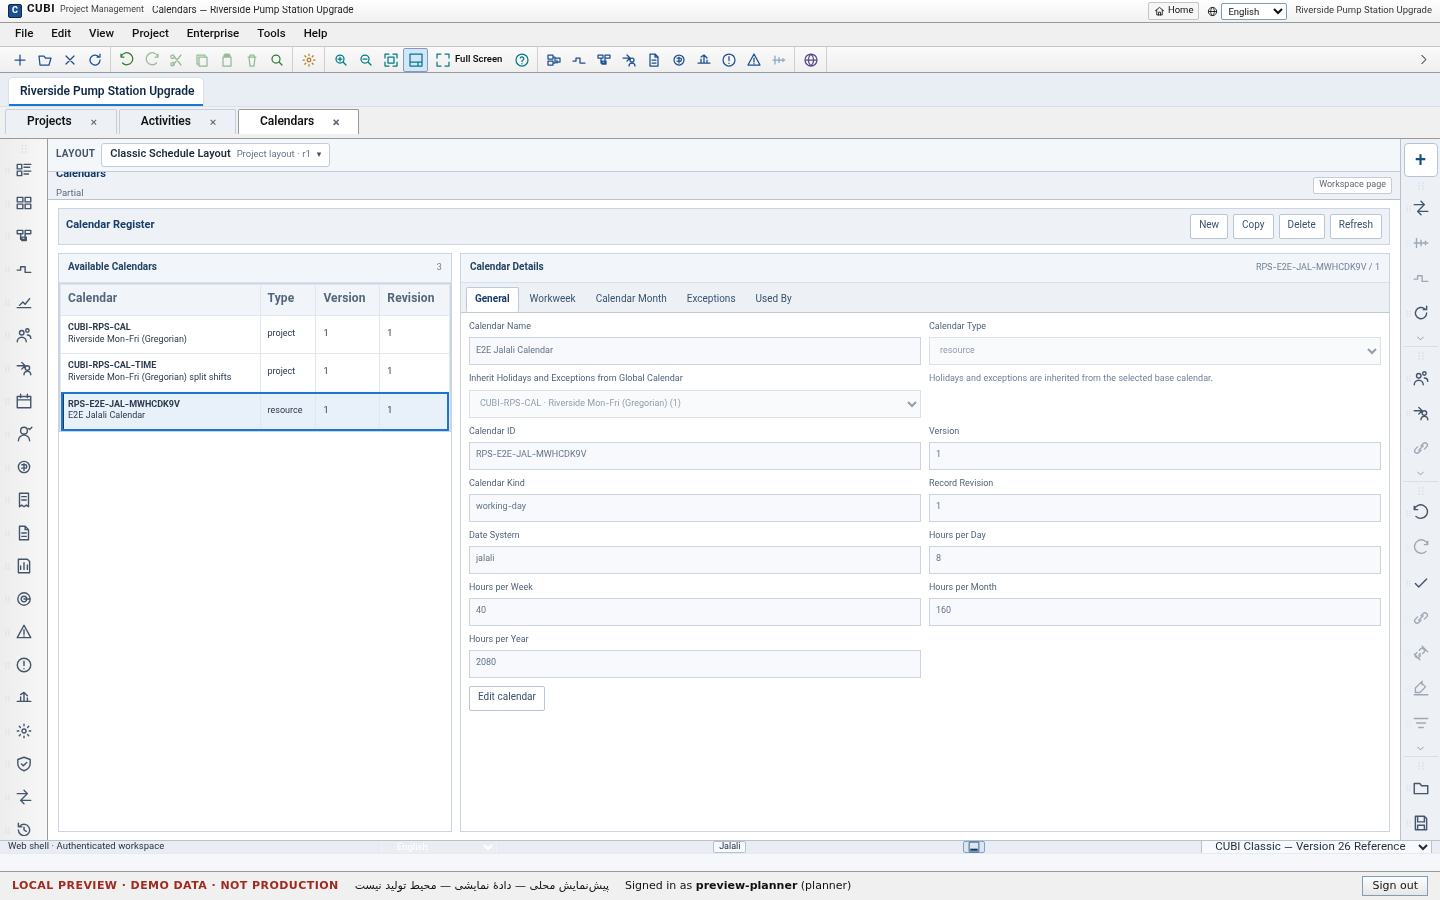 C CUBI Project Management Calendars — Riverside Pump Station Upgrade Home English Riverside Pump Station Upgrade
File Edit View Project Enterprise Tools Help
Full Screen
Riverside Pump Station Upgrade
Projects × Activities × Calendars ×
LAYOUT Classic Schedule Layout Project layout · r1
Calendars
Partial Workspace page
Calendar Register New Copy Delete Refresh
Available Calendars 3
Calendar Type Version Revision
CUBI-RPS-CAL
Riverside Mon-Fri (Gregorian) project 1 1
CUBI-RPS-CAL-TIME
Riverside Mon-Fri (Gregorian) split shifts project 1 1
RPS-E2E-JAL-MWHCDK9V
E2E Jalali Calendar resource 1 1
Calendar Details RPS-E2E-JAL-MWHCDK9V / 1
General Workweek Calendar Month Exceptions Used By
Calendar Name Calendar Type
E2E Jalali Calendar resource
Inherit Holidays and Exceptions from Global Calendar Holidays and exceptions are inherited from the selected base calendar.
CUBI-RPS-CAL · Riverside Mon-Fri (Gregorian) (1)
Calendar ID Version
RPS-E2E-JAL-MWHCDK9V 1
Calendar Kind Record Revision
working-day 1
Date System Hours per Day
jalali 8
Hours per Week Hours per Month
40 160
Hours per Year
2080
Edit calendar
Web shell · Authenticated workspace English Jalali CUBI Classic — Version 26 Reference
LOCAL PREVIEW · DEMO DATA · NOT PRODUCTION پیش‌نمایش محلی — دادهٔ نمایشی — محیط تولید نیست Signed in as preview-planner (planner) Sign out